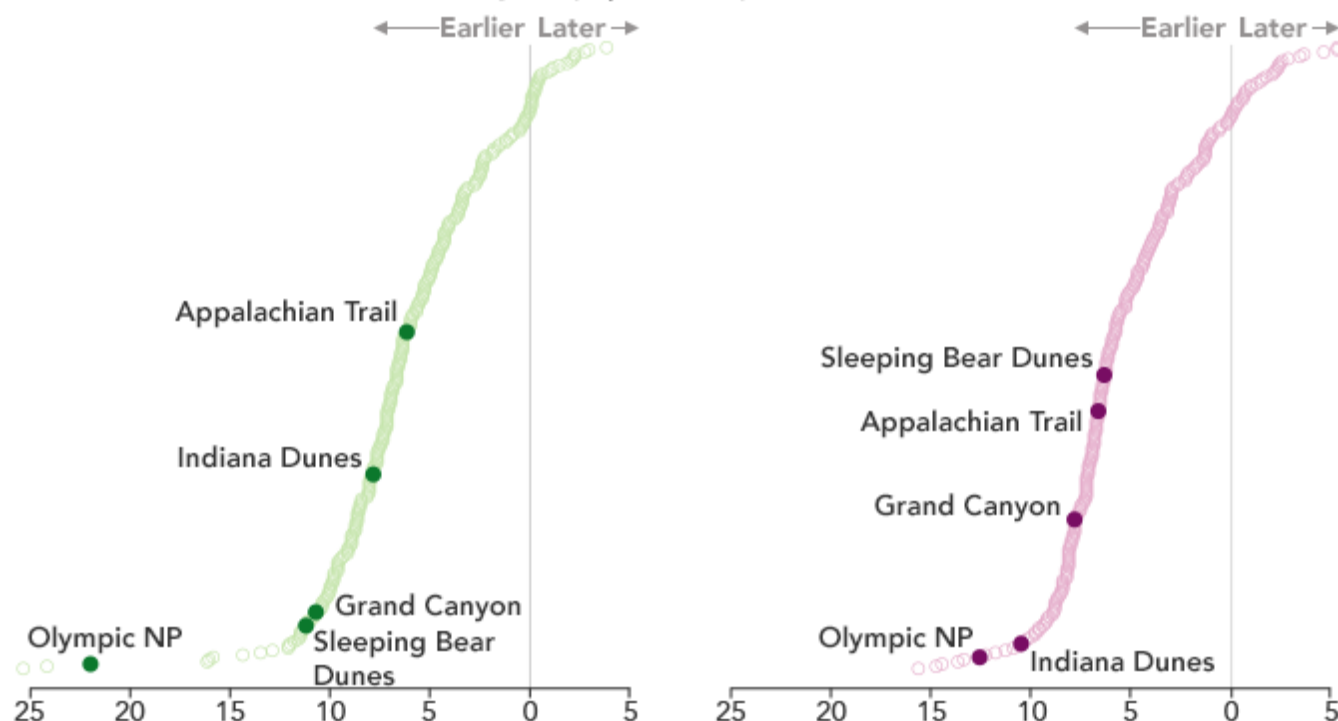 Earlier Later
Appalachian Trail
Indiana Dunes
Grand Canyon
Olympic NP
Sleeping Bear
Dunes
25 20 15 10 5 0 5
Earlier Later
Sleeping Bear Dunes
Appalachian Trail
Grand Canyon
Olympic NP
Indiana Dunes
25 20 15 10 5 0 5